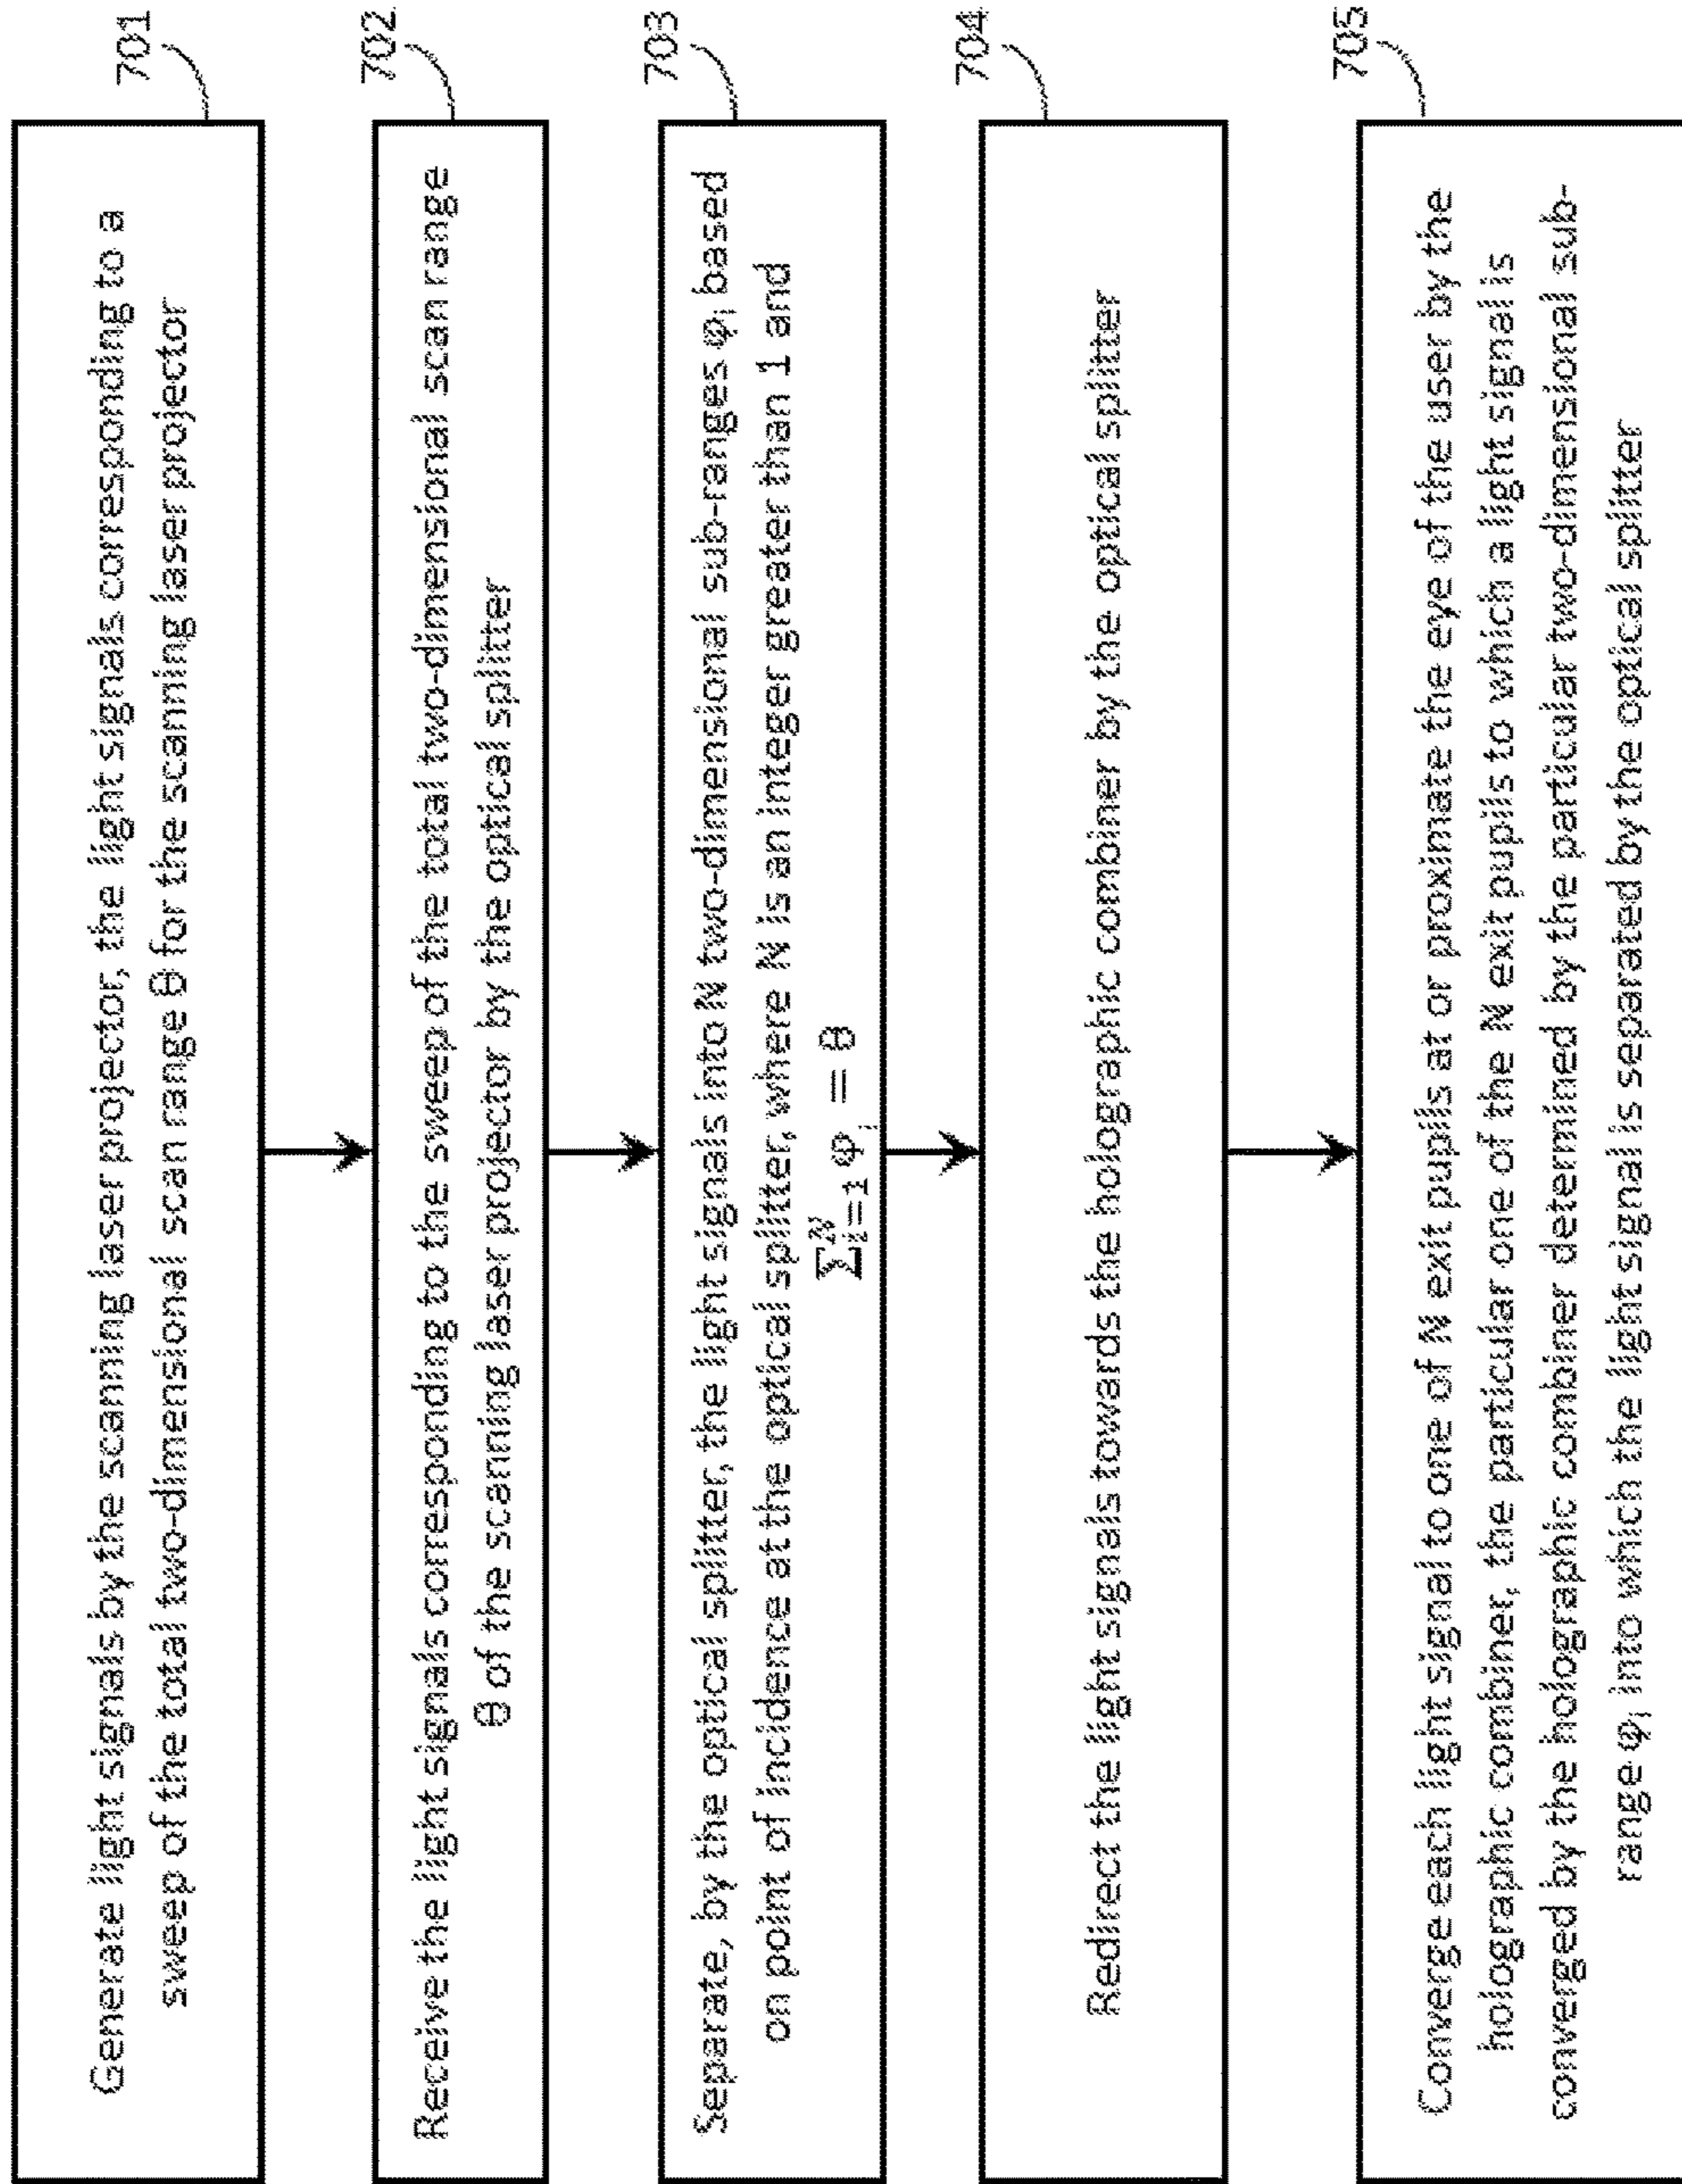 701
Generate light signals by the scanning laser projector, the light signals corresponding to a
sweep of the total two-dimensional scan range θ for the scanning laser projector
702
Receive the light signals corresponding to the sweep of the total two-dimensional scan range
θ of the scanning laser projector by the optical splitter
703
Separate, by the optical splitter, the light signals into N two-dimensional sub-ranges φᵢ based
on point of incidence at the optical splitter, where N is an integer greater than 1 and
∑ᴺᵢ₌₁ φᵢ = θ
704
Redirect the light signals towards the holographic combiner by the optical splitter
705
Converge each light signal to one of N exit pupils at or proximate the eye of the user by the
holographic combiner, the particular one of the N exit pupils to which a light signal is
converged by the holographic combiner determined by the particular two-dimensional sub-
range φᵢ into which the light signal is separated by the optical splitter